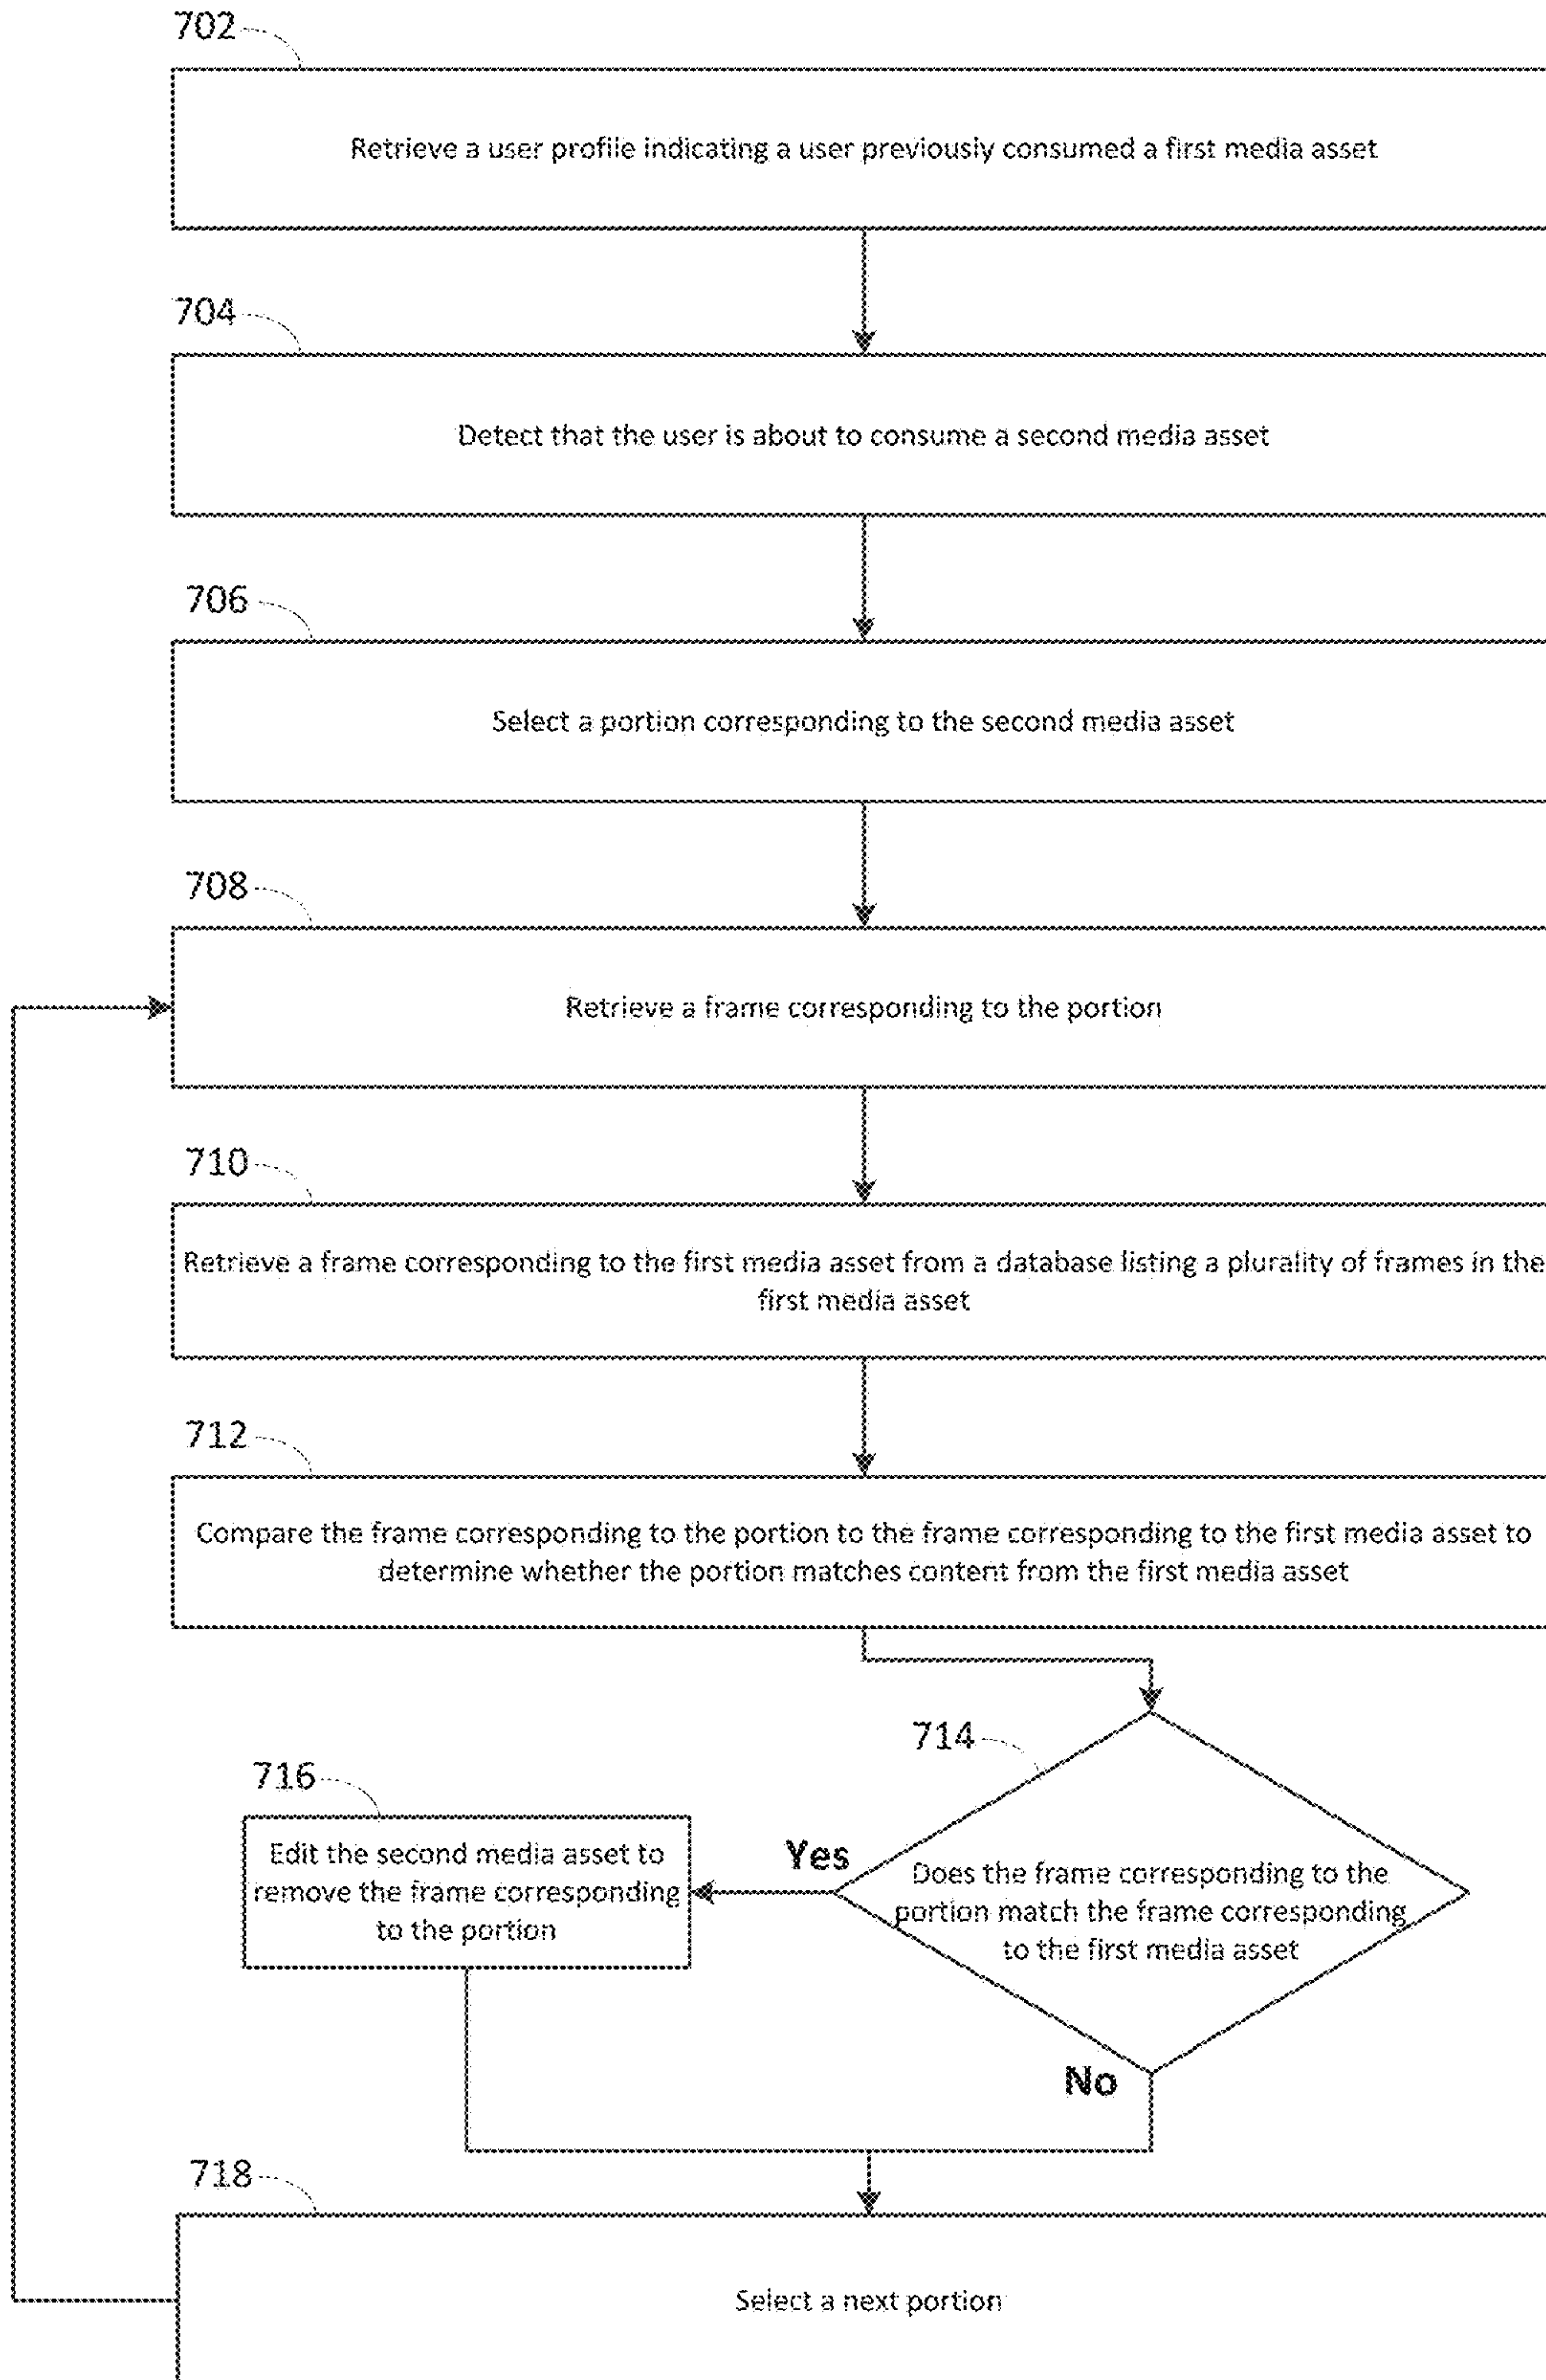 702
Retrieve a user profile indicating a user previously consumed a first media asset
704
Detect that the user is about to consume a second media asset
706
Select a portion corresponding to the second media asset
708
Retrieve a frame corresponding to the portion
710
Retrieve a frame corresponding to the first media asset from a database listing a plurality of frames in the
first media asset
712
Compare the frame corresponding to the portion to the frame corresponding to the first media asset to
determine whether the portion matches content from the first media asset
714
716
Edit the second media asset to
remove the frame corresponding
to the portion
Yes
Does the frame corresponding to the
portion match the frame corresponding
to the first media asset
No
718
Select a next portion